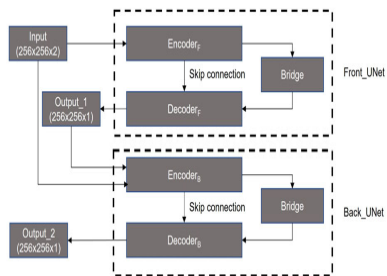 Input
(256x256x2)
Encoder_F
Bridge
Front_UNet
Skip connection
Output_1
(256x256x1)
Decoder_F
Encoder_B
Skip connection
Bridge
Back_UNet
Output_2
(256x256x1)
Decoder_B